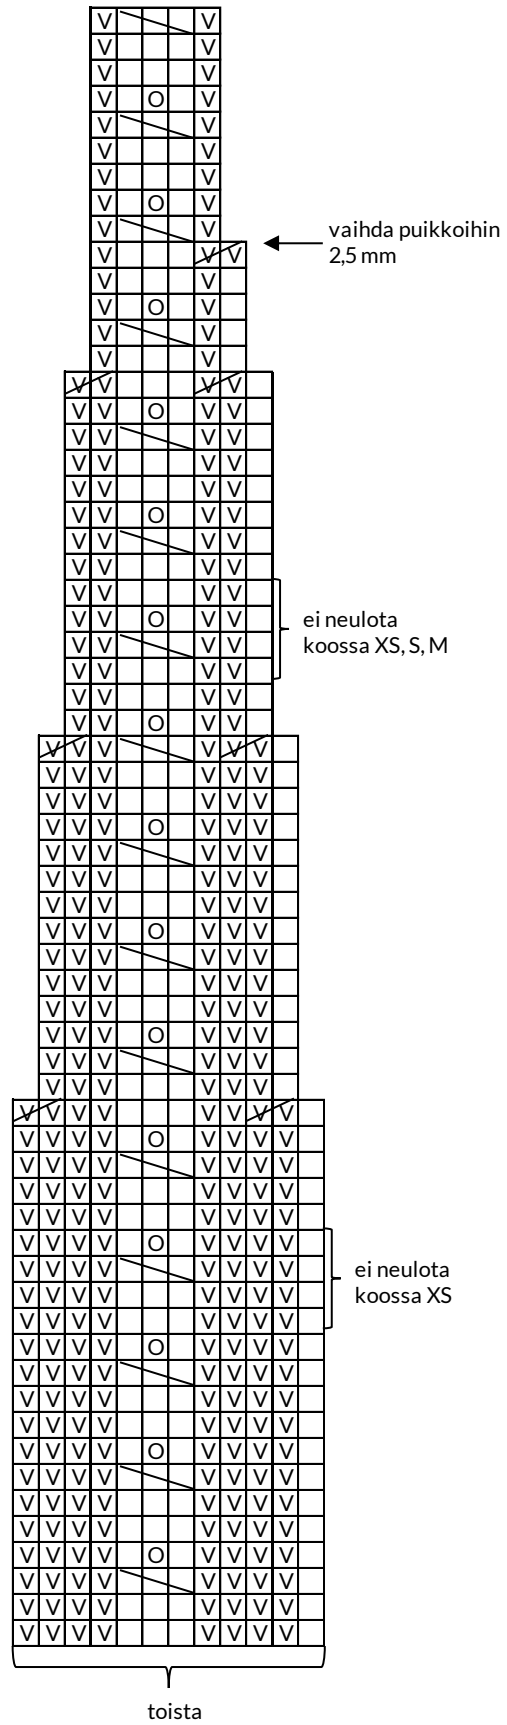 vaihda puikkoihin
2,5 mm
ei neulota
koossa XS, S, M
ei neulota
koossa XS
toista